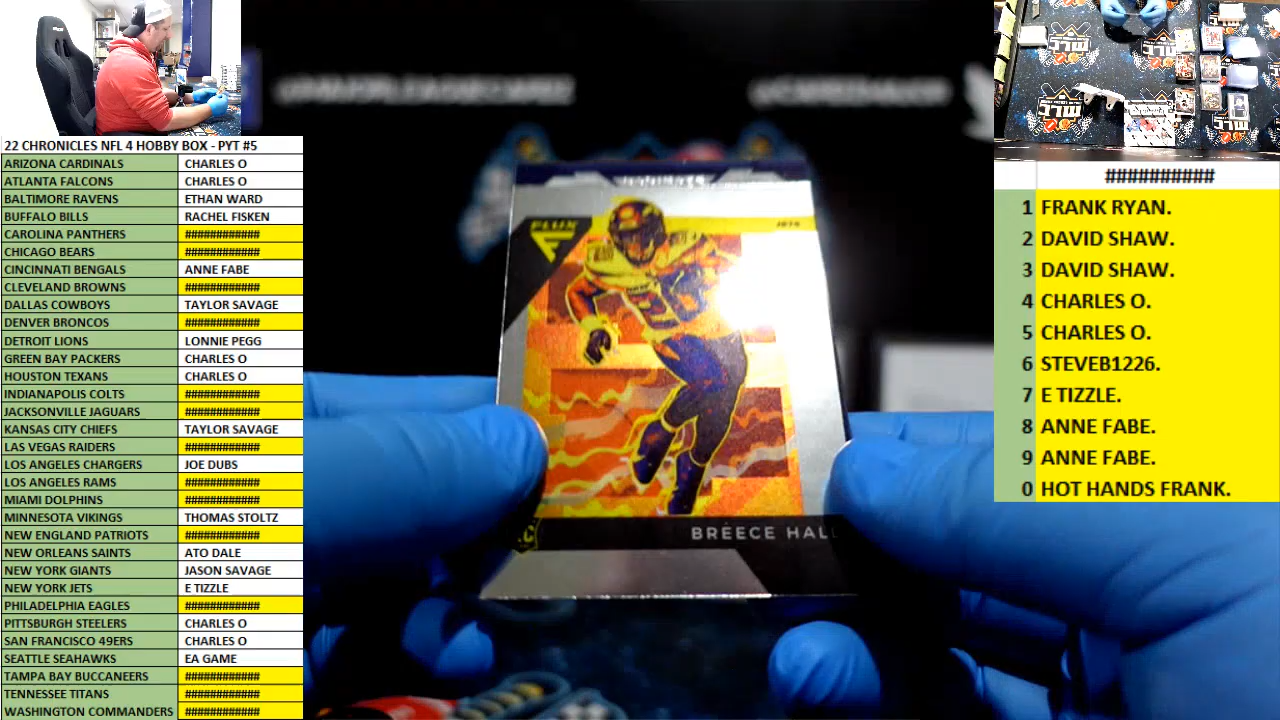 22 CHRONICLES NFL 4 HOBBY BOX - PYT #5
ARIZONA CARDINALS CHARLES O
ATLANTA FALCONS CHARLES O
BALTIMORE RAVENS ETHAN WARD
BUFFALO BILLS RACHEL FISKEN
CAROLINA PANTHERS ############
CHICAGO BEARS ############
CINCINNATI BENGALS ANNE FABE
CLEVELAND BROWNS ############
DALLAS COWBOYS TAYLOR SAVAGE
DENVER BRONCOS ############
DETROIT LIONS LONNIE PEGG
GREEN BAY PACKERS CHARLES O
HOUSTON TEXANS CHARLES O
INDIANAPOLIS COLTS ############
JACKSONVILLE JAGUARS ############
KANSAS CITY CHIEFS TAYLOR SAVAGE
LAS VEGAS RAIDERS ############
LOS ANGELES CHARGERS JOE DUBS
LOS ANGELES RAMS ############
MIAMI DOLPHINS ############
MINNESOTA VIKINGS THOMAS STOLTZ
NEW ENGLAND PATRIOTS ############
NEW ORLEANS SAINTS ATO DALE
NEW YORK GIANTS JASON SAVAGE
NEW YORK JETS E TIZZLE
PHILADELPHIA EAGLES ############
PITTSBURGH STEELERS CHARLES O
SAN FRANCISCO 49ERS CHARLES O
SEATTLE SEAHAWKS EA GAME
TAMPA BAY BUCCANEERS ############
TENNESSEE TITANS ############
WASHINGTON COMMANDERS ############
FLUX
JETS
20
BREECE HALL
##########
1 FRANK RYAN.
2 DAVID SHAW.
3 DAVID SHAW.
4 CHARLES O.
5 CHARLES O.
6 STEVEB1226.
7 E TIZZLE.
8 ANNE FABE.
9 ANNE FABE.
0 HOT HANDS FRANK.